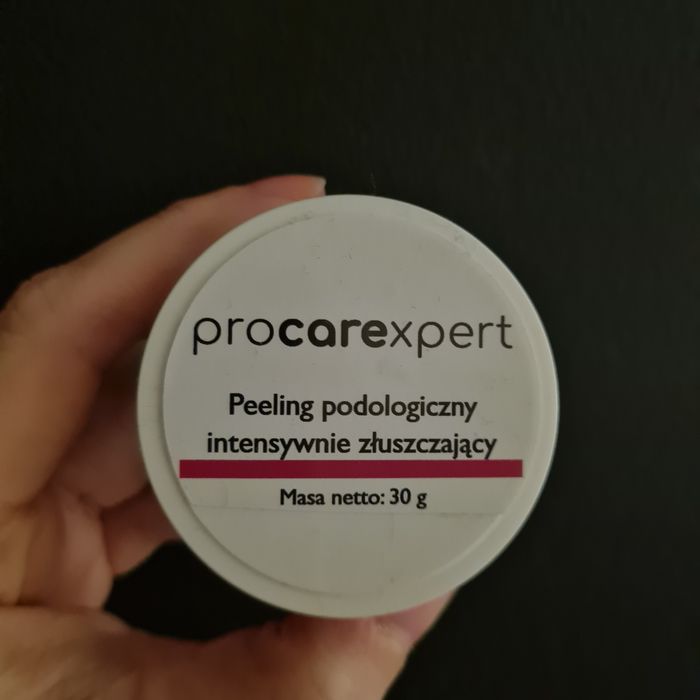 procarexpert
Peeling podologiczny
intensywnie złuszczający
Masa netto: 30 g